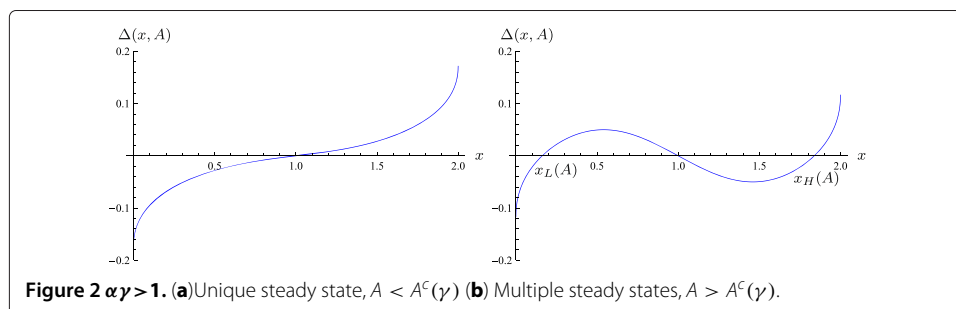 Δ(x, A)
0.2
0.1
−0.1
−0.2
0.5
1.0
1.5
2.0
x
Δ(x, A)
0.2
0.1
−0.1
−0.2
x_L(A)
0.5
1.0
1.5
x_H(A)
2.0
x
Figure 2 αγ>1. (a)Unique steady state, A < A^c(γ) (b) Multiple steady states, A > A^c(γ).